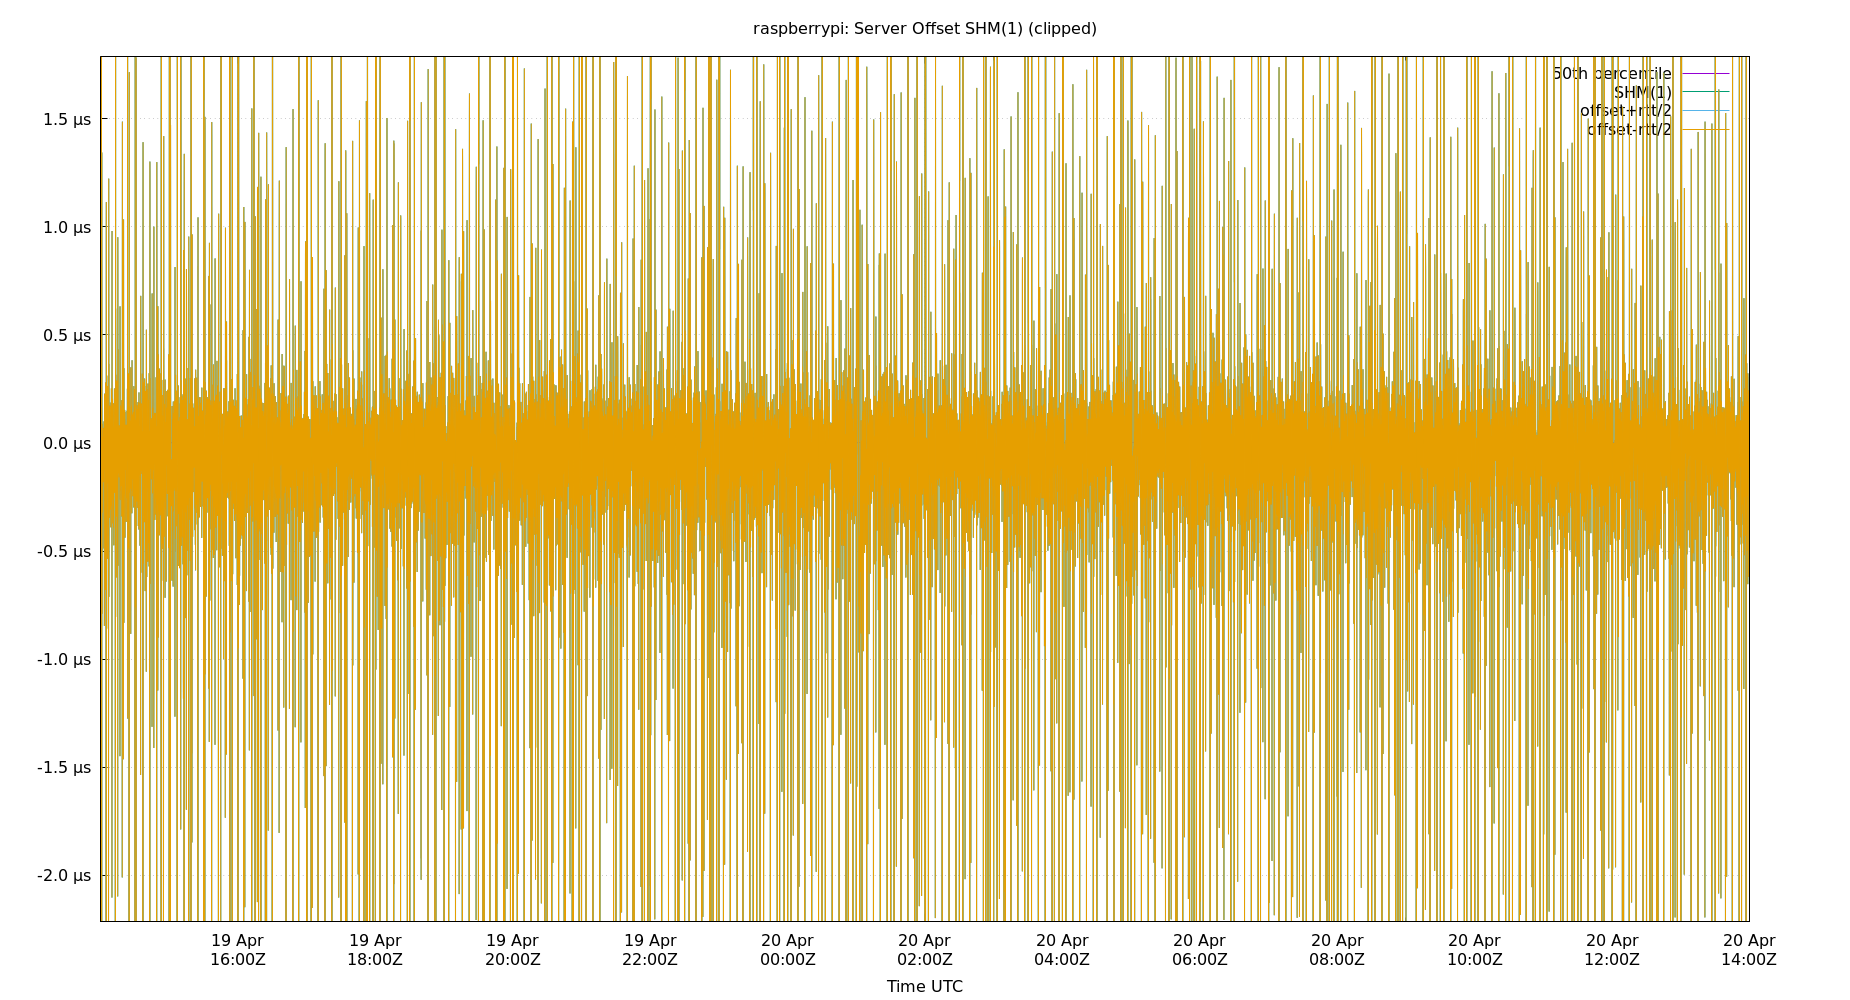 raspberrypi: Server Offset SHM(1) (clipped)
50th percentile
SHM(1)
offset+rtt/2
offset-rtt/2
1.5 µs
1.0 µs
0.5 µs
0.0 µs
-0.5 µs
-1.0 µs
-1.5 µs
-2.0 µs
19 Apr 19 Apr 19 Apr 19 Apr 20 Apr 20 Apr 20 Apr 20 Apr 20 Apr 20 Apr 20 Apr 20 Apr
16:00Z 18:00Z 20:00Z 22:00Z 00:00Z 02:00Z 04:00Z 06:00Z 08:00Z 10:00Z 12:00Z 14:00Z
Time UTC